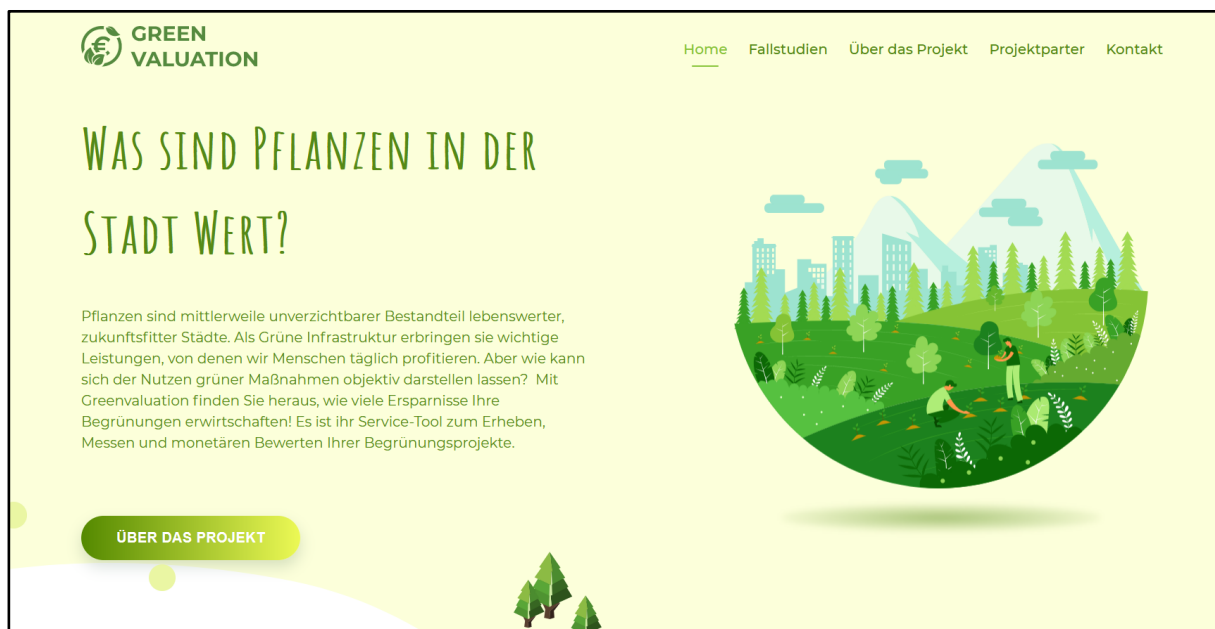 GREEN
VALUATION
Home Fallstudien Über das Projekt Projektparter Kontakt
Was sind Pflanzen in der
Stadt Wert?
Pflanzen sind mittlerweile unverzichtbarer Bestandteil lebenswerter,
zukunftsfitter Städte. Als Grüne Infrastruktur erbringen sie wichtige
Leistungen, von denen wir Menschen täglich profitieren. Aber wie kann
sich der Nutzen grüner Maßnahmen objektiv darstellen lassen? Mit
Greenvaluation finden Sie heraus, wie viele Ersparnisse Ihre
Begrünungen erwirtschaften! Es ist ihr Service-Tool zum Erheben,
Messen und monetären Bewerten Ihrer Begrünungsprojekte.
ÜBER DAS PROJEKT